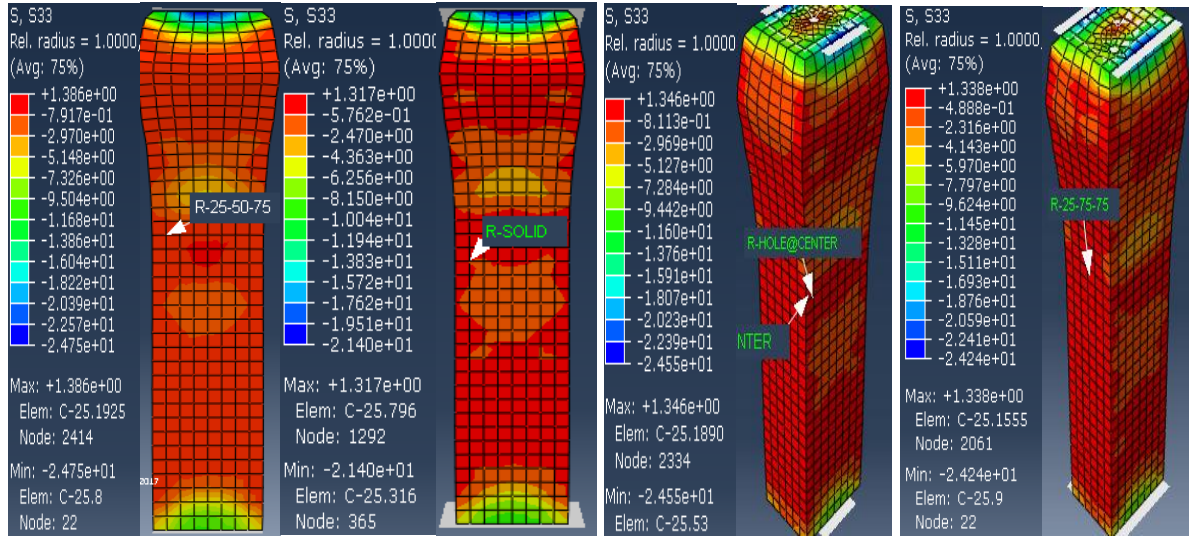 S, S33
Rel. radius = 1.0000,
(Avg: 75%)
+1.386e+00
-7.917e-01
-2.970e+00
-5.148e+00
-7.326e+00
-9.504e+00
-1.168e+01
-1.386e+01
-1.604e+01
-1.822e+01
-2.039e+01
-2.257e+01
-2.475e+01
Max: +1.386e+00
Elem: C-25.1925
Node: 2414
Min: -2.475e+01
Elem: C-25.8
Node: 22
2017
R-25-50-75
S, S33
Rel. radius = 1.0000
(Avg: 75%)
+1.317e+00
-5.762e-01
-2.470e+00
-4.363e+00
-6.256e+00
-8.150e+00
-1.004e+01
-1.194e+01
-1.383e+01
-1.572e+01
-1.762e+01
-1.951e+01
-2.140e+01
Max: +1.317e+00
Elem: C-25.796
Node: 1292
Min: -2.140e+01
Elem: C-25.316
Node: 365
R-SOLID
S, S33
Rel. radius = 1.0000,
(Avg: 75%)
+1.346e+00
-8.113e-01
-2.969e+00
-5.127e+00
-7.284e+00
-9.442e+00
-1.160e+01
-1.376e+01
-1.591e+01
-1.807e+01
-2.023e+01
-2.239e+01
-2.455e+01
Max: +1.346e+00
Elem: C-25.1890
Node: 2334
Min: -2.455e+01
Elem: C-25.53
R-HOLE@CENTER
NTER
S, S33
Rel. radius = 1.0000,
(Avg: 75%)
+1.338e+00
-4.888e-01
-2.316e+00
-4.143e+00
-5.970e+00
-7.797e+00
-9.624e+00
-1.145e+01
-1.328e+01
-1.511e+01
-1.693e+01
-1.876e+01
-2.059e+01
-2.241e+01
-2.424e+01
Max: +1.338e+00
Elem: C-25.1555
Node: 2061
Min: -2.424e+01
Elem: C-25.9
Node: 22
R-25-75-75